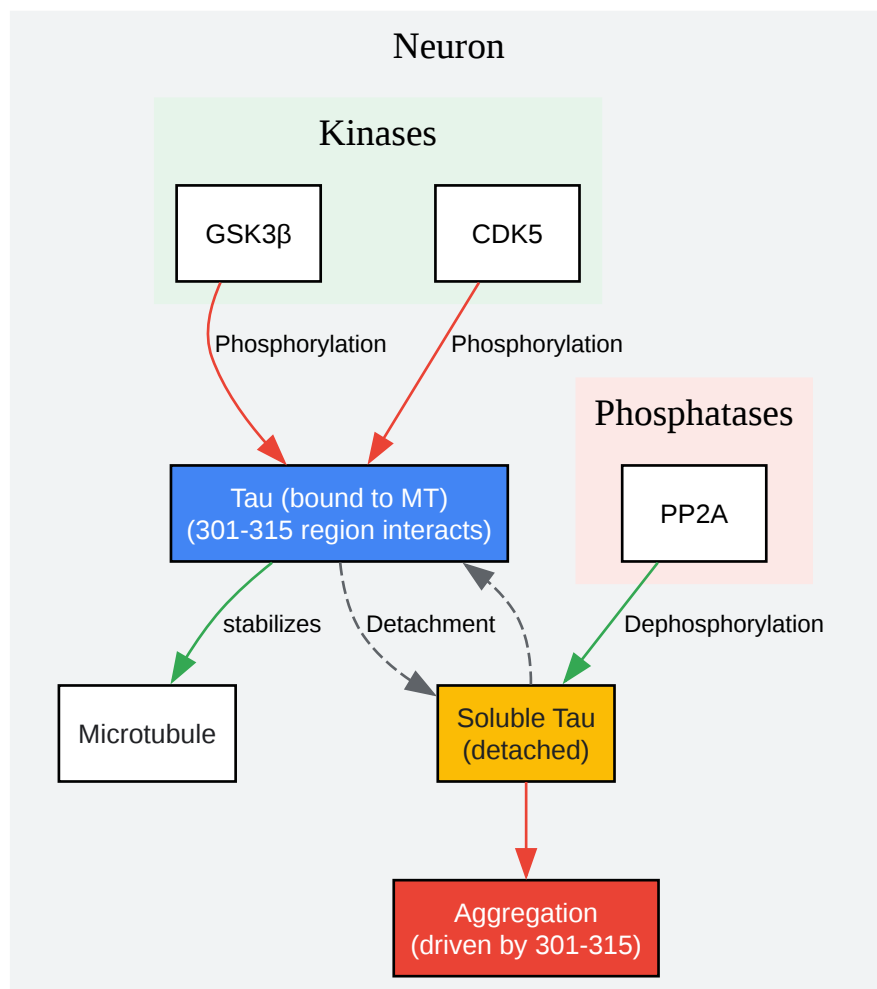 Neuron
Kinases
GSK3β
CDK5
Phosphorylation
Phosphorylation
Phosphatases
PP2A
Tau (bound to MT)
(301-315 region interacts)
stabilizes
Detachment
Dephosphorylation
Microtubule
Soluble Tau
(detached)
Aggregation
(driven by 301-315)